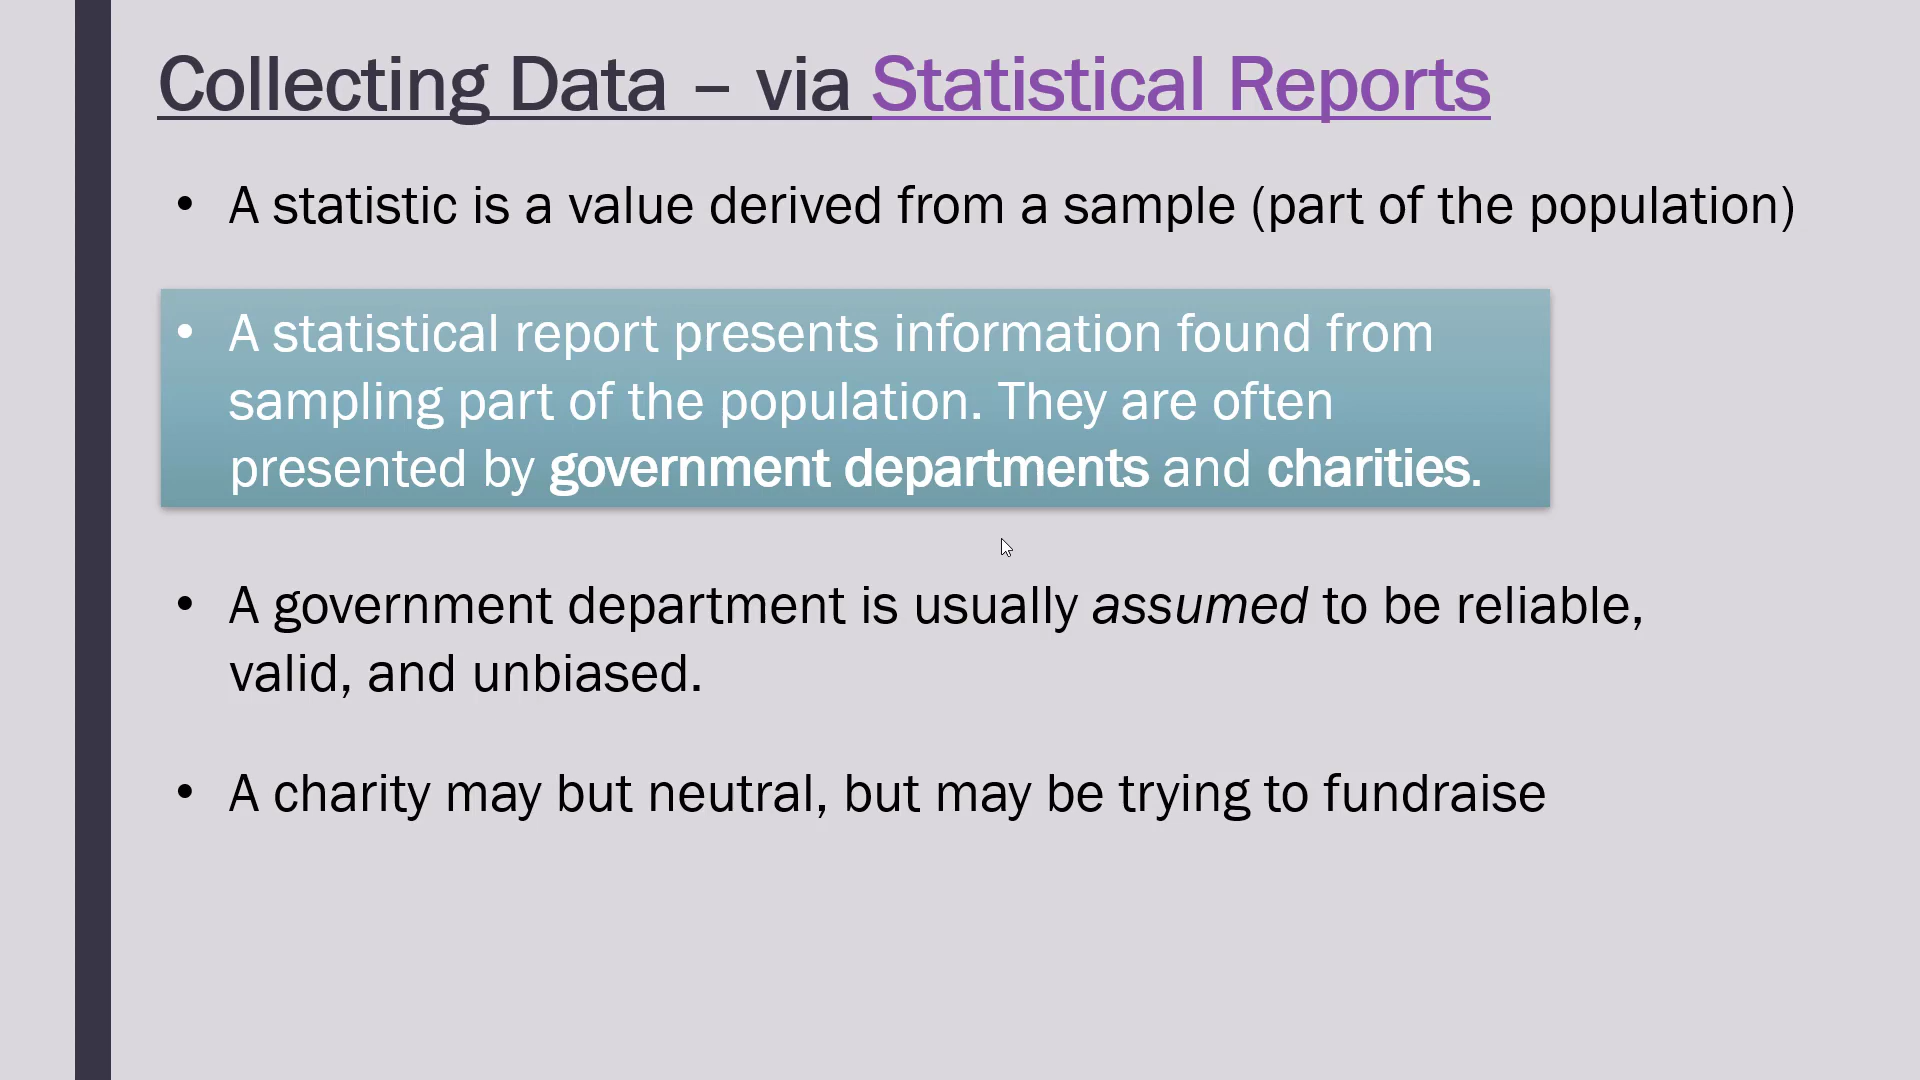 Collecting Data – via Statistical Reports
• A statistic is a value derived from a sample (part of the population)
• A statistical report presents information found from
sampling part of the population. They are often
presented by government departments and charities.
• A government department is usually assumed to be reliable,
valid, and unbiased.
• A charity may but neutral, but may be trying to fundraise